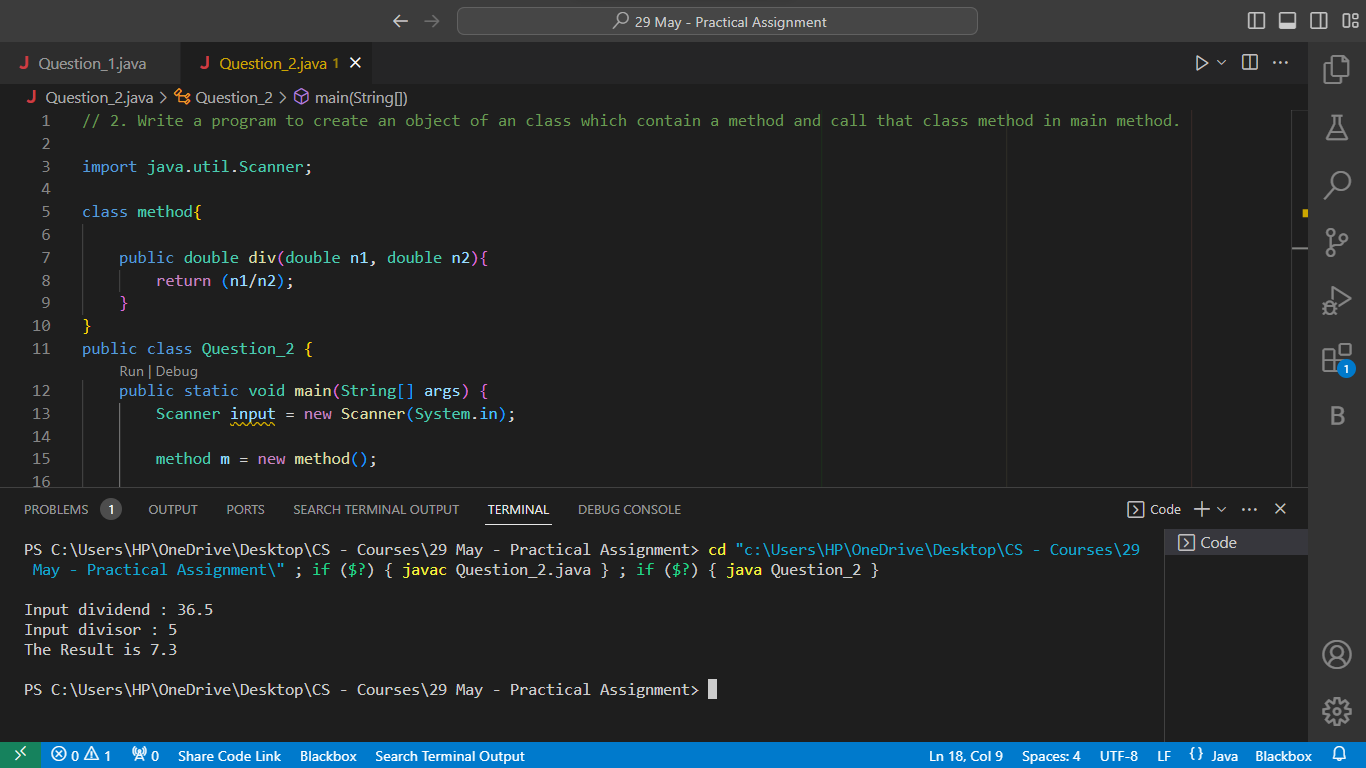 29 May - Practical Assignment
J Question_1.java
J Question_2.java 1
J Question_2.java > Question_2 > main(String[])
1 // 2. Write a program to create an object of an class which contain a method and call that class method in main method.
2
3 import java.util.Scanner;
4
5 class method{
6
7 public double div(double n1, double n2){
8 return (n1/n2);
9 }
10 }
11 public class Question_2 {
Run | Debug
12 public static void main(String[] args) {
13 Scanner input = new Scanner(System.in);
14
15 method m = new method();
16
PROBLEMS 1 OUTPUT PORTS SEARCH TERMINAL OUTPUT TERMINAL DEBUG CONSOLE Code
PS C:\Users\HP\OneDrive\Desktop\CS - Courses\29 May - Practical Assignment> cd "c:\Users\HP\OneDrive\Desktop\CS - Courses\29
May - Practical Assignment\" ; if ($?) { javac Question_2.java } ; if ($?) { java Question_2 }
Input dividend : 36.5
Input divisor : 5
The Result is 7.3
PS C:\Users\HP\OneDrive\Desktop\CS - Courses\29 May - Practical Assignment>
Code
1
B
0 1 0 Share Code Link Blackbox Search Terminal Output Ln 18, Col 9 Spaces: 4 UTF-8 LF {} Java Blackbox